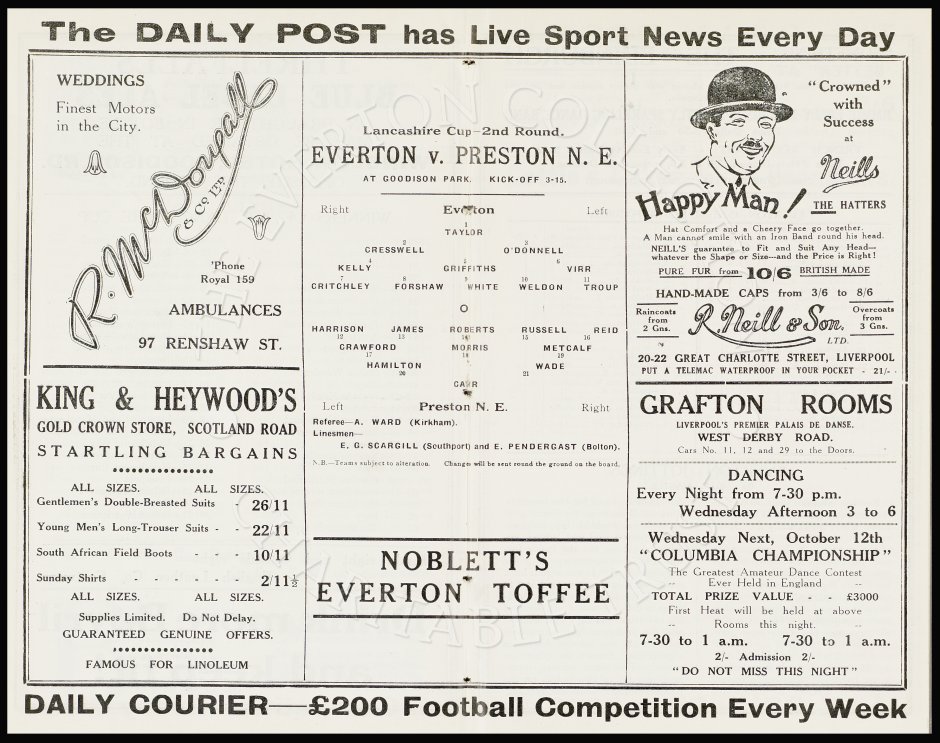 The DAILY POST has Live Sport News Every Day
WEDDINGS
Finest Motors
in the City.
R. McDougall
& Co LTD
'Phone
Royal 159
AMBULANCES
97 RENSHAW ST.
KING & HEYWOOD'S
GOLD CROWN STORE, SCOTLAND ROAD
STARTLING BARGAINS
ALL SIZES. ALL SIZES.
Gentlemen's Double-Breasted Suits - 26/11
Young Men's Long-Trouser Suits - - 22/11
South African Field Boots - - - 10/11
Sunday Shirts - - - - 2/11½
ALL SIZES. ALL SIZES.
Supplies Limited. Do Not Delay.
GUARANTEED GENUINE OFFERS.
FAMOUS FOR LINOLEUM
Lancashire Cup—2nd Round.
EVERTON v. PRESTON N. E.
AT GOODISON PARK. KICK-OFF 3-15.
Right Everton Left
1
TAYLOR
2 3
CRESSWELL O'DONNELL
4 5 6
KELLY GRIFFITHS VIRR
7 8 9 10 11
CRITCHLEY FORSHAW WHITE WELDON TROUP
O
HARRISON JAMES ROBERTS RUSSELL REID
12 13 14 15 16
CRAWFORD MORRIS METCALF
17 18 19
HAMILTON WADE
20 21
CARR
Left Preston N. E. Right
Referee—A. WARD (Kirkham).
Linesmen—
E. G. SCARGILL (Southport) and E. PENDERGAST (Bolton).
N.B.—Teams subject to alteration. Changes will be sent round the ground on the board.
NOBLETT'S
EVERTON TOFFEE
"Crowned"
with
Success
at
Neills
THE HATTERS
Happy Man!
Hat Comfort and a Cheery Face go together.
A Man cannot smile with an Iron Band round his head.
NEILL'S guarantee to Fit and Suit Any Head—
whatever the Shape or Size—and the Price is Right!
PURE FUR from 10/6 BRITISH MADE
HAND-MADE CAPS from 3/6 to 8/6
Raincoats
from
2 Gns.
R. Neill & Son.
LTD.
Overcoats
from
3 Gns.
20-22 GREAT CHARLOTTE STREET, LIVERPOOL
PUT A TELEMAC WATERPROOF IN YOUR POCKET - 21/-
GRAFTON ROOMS
LIVERPOOL'S PREMIER PALAIS DE DANSE.
WEST DERBY ROAD.
Cars No. 11, 12 and 29 to the Doors.
DANCING
Every Night from 7-30 p.m.
Wednesday Afternoon 3 to 6
Wednesday Next, October 12th
"COLUMBIA CHAMPIONSHIP"
The Greatest Amateur Dance Contest
-- Ever Held in England --
TOTAL PRIZE VALUE - - £3000
First Heat will be held at above
-- Rooms this night. --
7-30 to 1 a.m. 7-30 to 1 a.m.
2/- Admission 2/-
"DO NOT MISS THIS NIGHT"
DAILY COURIER—£200 Football Competition Every Week
THE EVERTON COLLECTION
CHARITABLE TRUST